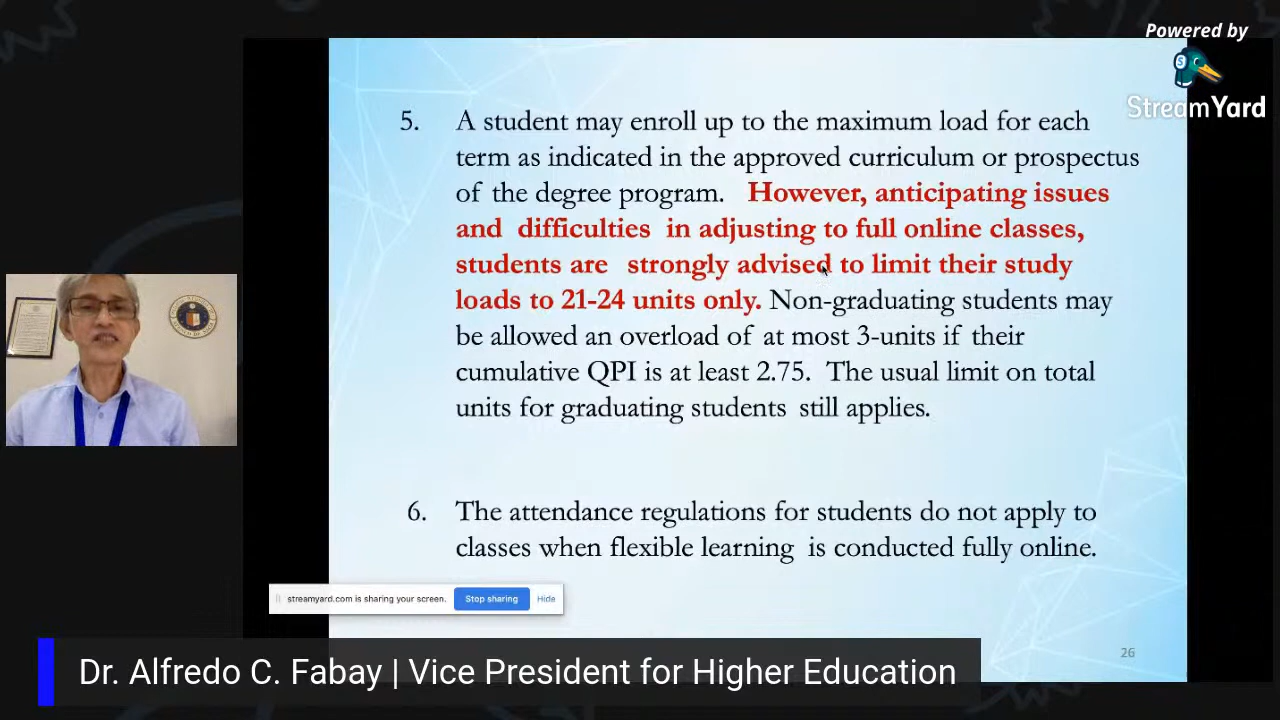 Powered by
StreamYard
5. A student may enroll up to the maximum load for each
term as indicated in the approved curriculum or prospectus
of the degree program. However, anticipating issues
and difficulties in adjusting to full online classes,
students are strongly advised to limit their study
loads to 21-24 units only. Non-graduating students may
be allowed an overload of at most 3-units if their
cumulative QPI is at least 2.75. The usual limit on total
units for graduating students still applies.
6. The attendance regulations for students do not apply to
classes when flexible learning is conducted fully online.
streamyard.com is sharing your screen. Stop sharing Hide
26
Dr. Alfredo C. Fabay | Vice President for Higher Education